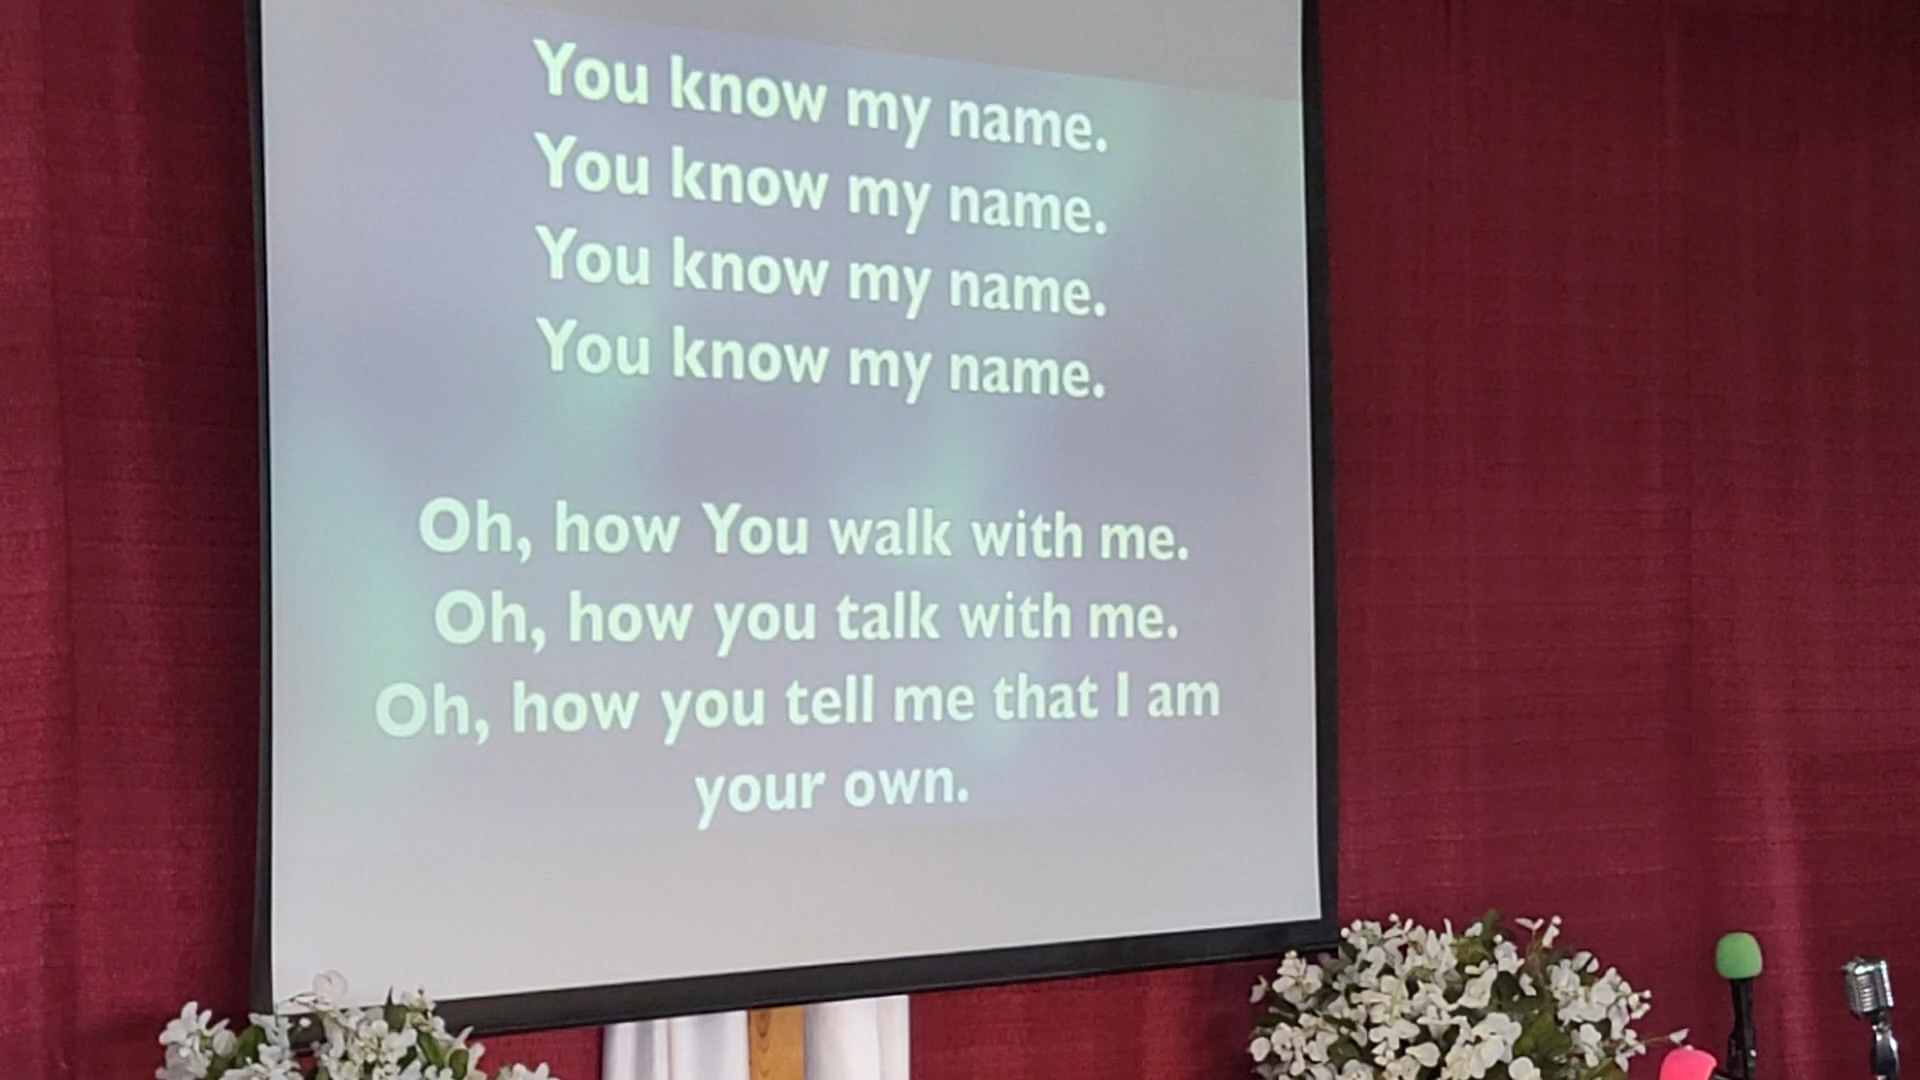 You know my name.
You know my name.
You know my name.
You know my name.
Oh, how You walk with me.
Oh, how you talk with me.
Oh, how you tell me that I am
your own.